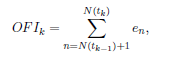 $OFI_k = \sum_{n=N(t_{k-1})+1}^{N(t_k)} e_n,$